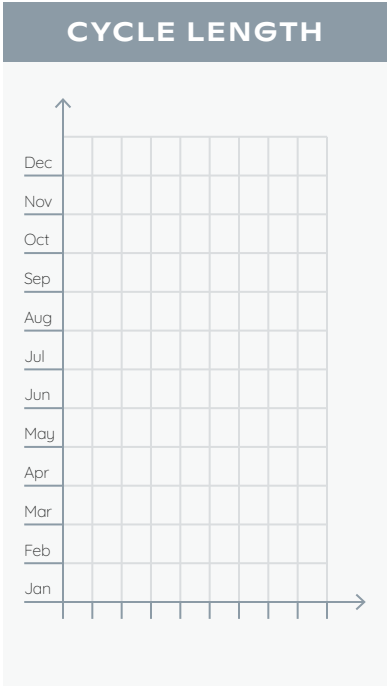 CYCLE LENGTH
Dec
Nov
Oct
Sep
Aug
Jul
Jun
May
Apr
Mar
Feb
Jan